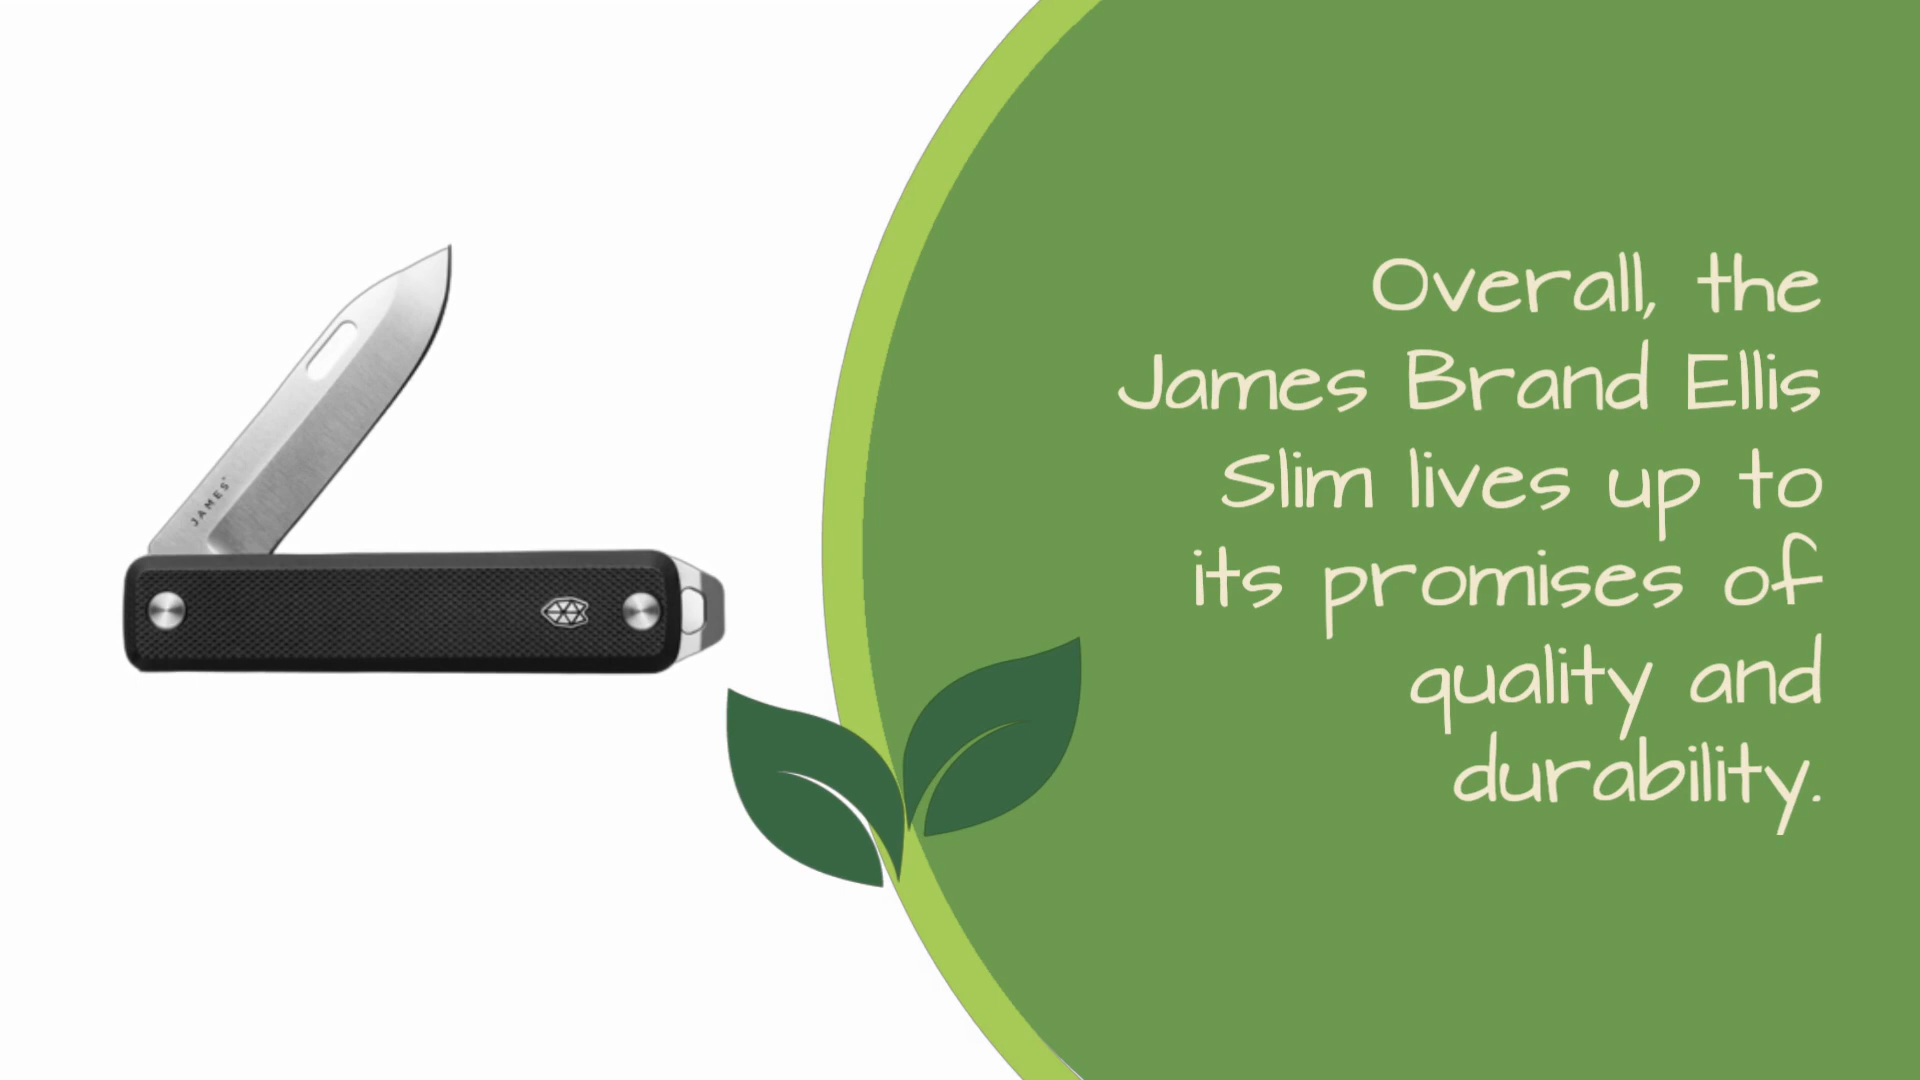 JAMES
Overall, the
James Brand Ellis
Slim lives up to
its promises of
quality and
durability.